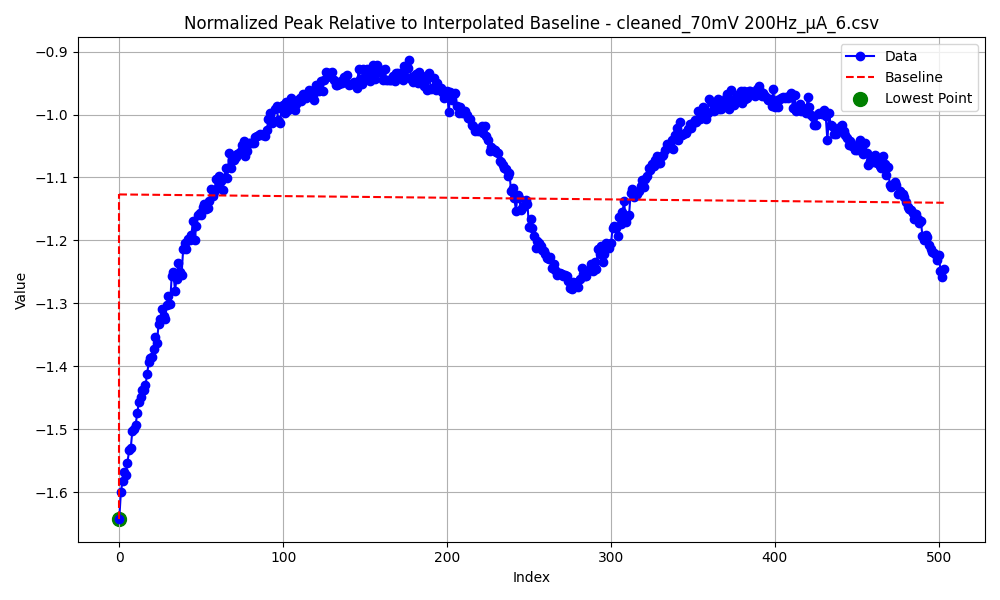 Normalized Peak Relative to Interpolated Baseline - cleaned_70mV 200Hz_μA_6.csv
Data
Baseline
Lowest Point
−0.9
−1.0
−1.1
−1.2
−1.3
−1.4
−1.5
−1.6
Value
0 100 200 300 400 500
Index